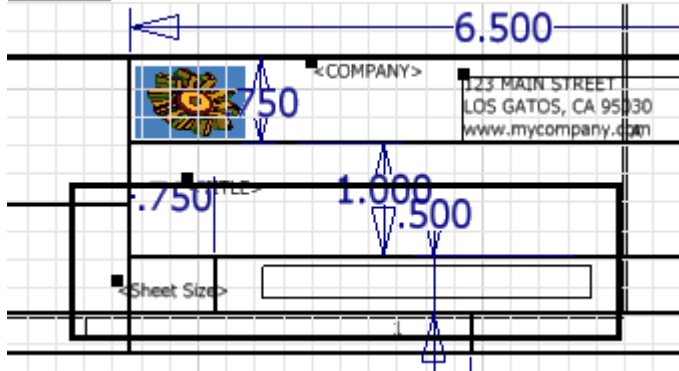 6.500
<COMPANY>
.750
123 MAIN STREET
LOS GATOS, CA 95030
www.mycompany.com
<TITLE>
.750
1.000
.500
<Sheet Size>
1